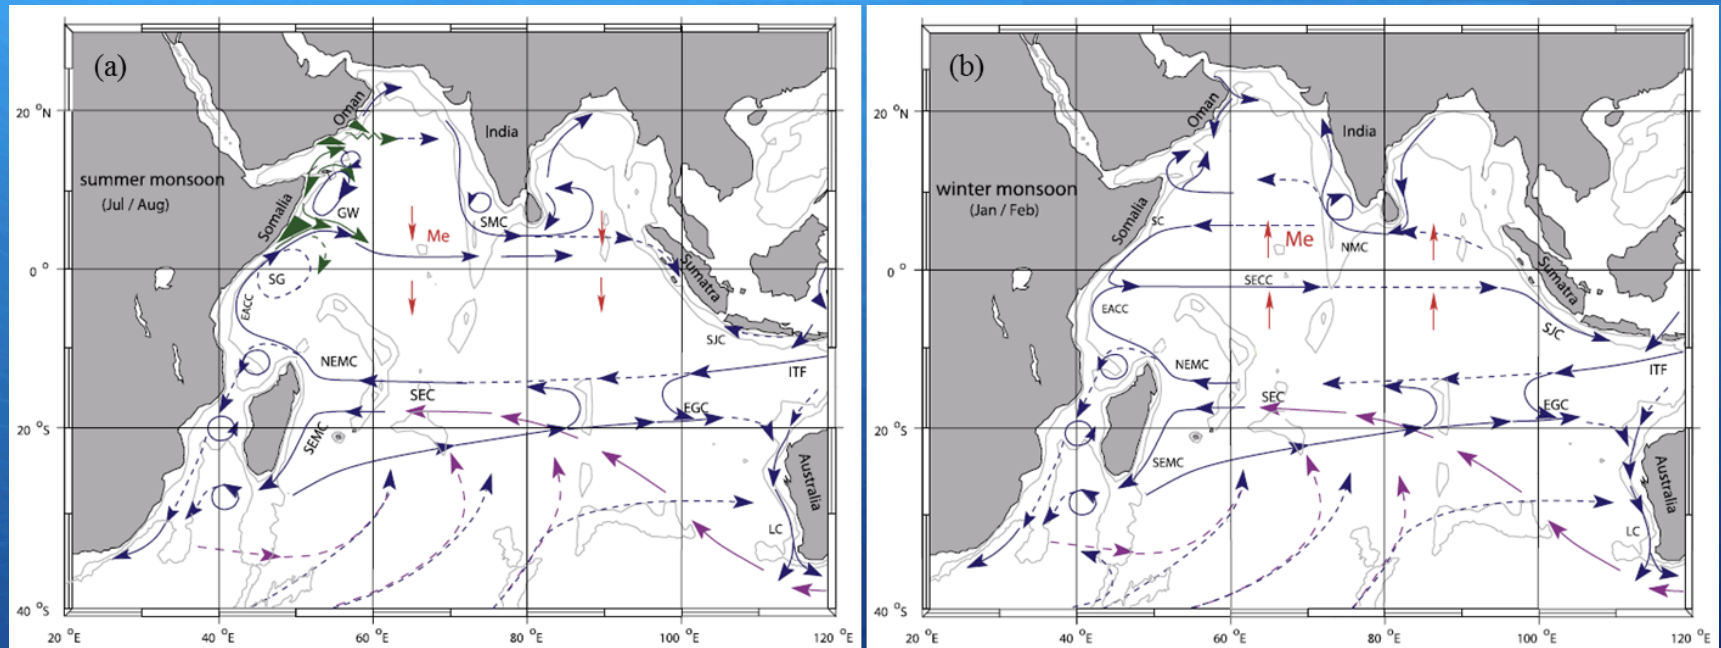 (a)
20 °N
Oman
India
summer monsoon
(Jul / Aug)
Somalia
GW
SMC
Me
0 °
SG
Sumatra
EACC
SJC
NEMC
ITF
SEC
EGC
20 °S
SEMC
Australia
LC
40 °S
20 °E
40 °E
60 °E
80 °E
100 °E
120 °E
(b)
20 °N
Oman
India
winter monsoon
(Jan / Feb)
Somalia
SC
Me
NMC
0 °
SECC
Sumatra
EACC
SJC
NEMC
ITF
SEC
EGC
20 °S
SEMC
Australia
LC
40 °S
20 °E
40 °E
60 °E
80 °E
100 °E
120 °E